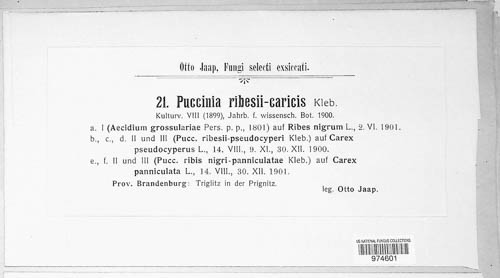 Otto Jaap, Fungi selecti exsiccati.
21. Puccinia ribesii-caricis Kleb.
Kulturv. VIII (1899), Jahrb. f. wissensch. Bot. 1900.
a. I (Aecidium grossulariae Pers. p. p., 1801) auf Ribes nigrum L., 2. VI. 1901.
b., c., d. II und III (Pucc. ribesii-pseudocyperi Kleb.) auf Carex
pseudocyperus L., 14. VIII., 9. XI., 30. XII. 1900.
e., f. II und III (Pucc. ribis nigri-panniculatae Kleb.) auf Carex
panniculata L., 14. VIII., 30. XII. 1901.
Prov. Brandenburg: Triglitz in der Prignitz.
leg. Otto Jaap.
US NATIONAL FUNGUS COLLECTIONS
974601